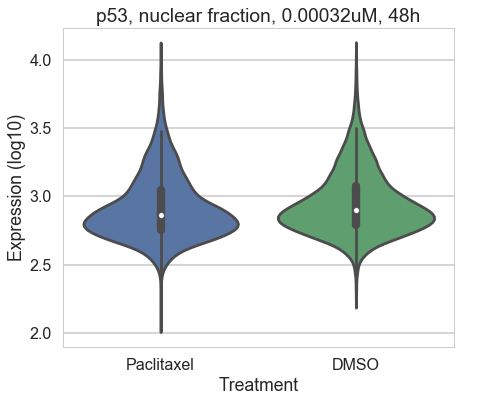 p53, nuclear fraction, 0.00032uM, 48h
4.0
3.5
3.0
2.5
2.0
Expression (log10)
Paclitaxel DMSO
Treatment